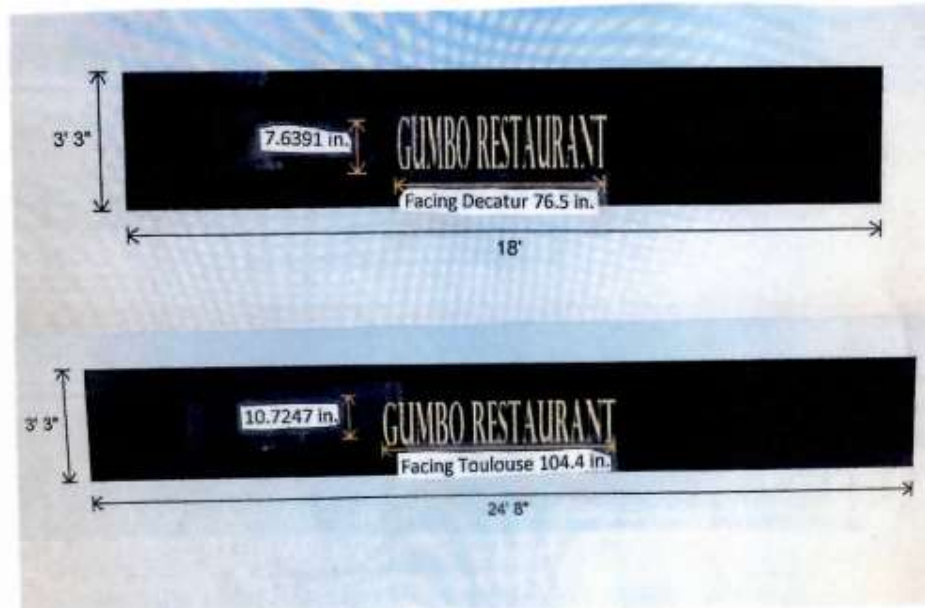 3' 3"
7.6391 in.
GUMBO RESTAURANT
Facing Decatur 76.5 in.
18'
3' 3"
10.7247 in.
GUMBO RESTAURANT
Facing Toulouse 104.4 in.
24' 8"